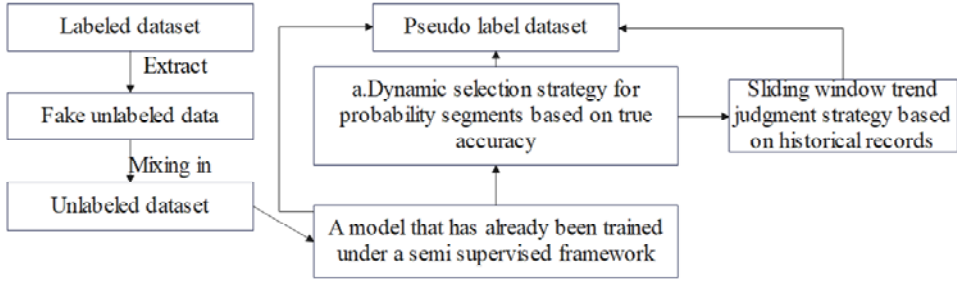 Labeled dataset
Extract
Fake unlabeled data
Mixing in
Unlabeled dataset
Pseudo label dataset
a.Dynamic selection strategy for
probability segments based on true
accuracy
Sliding window trend
judgment strategy based
on historical records
A model that has already been trained
under a semi supervised framework